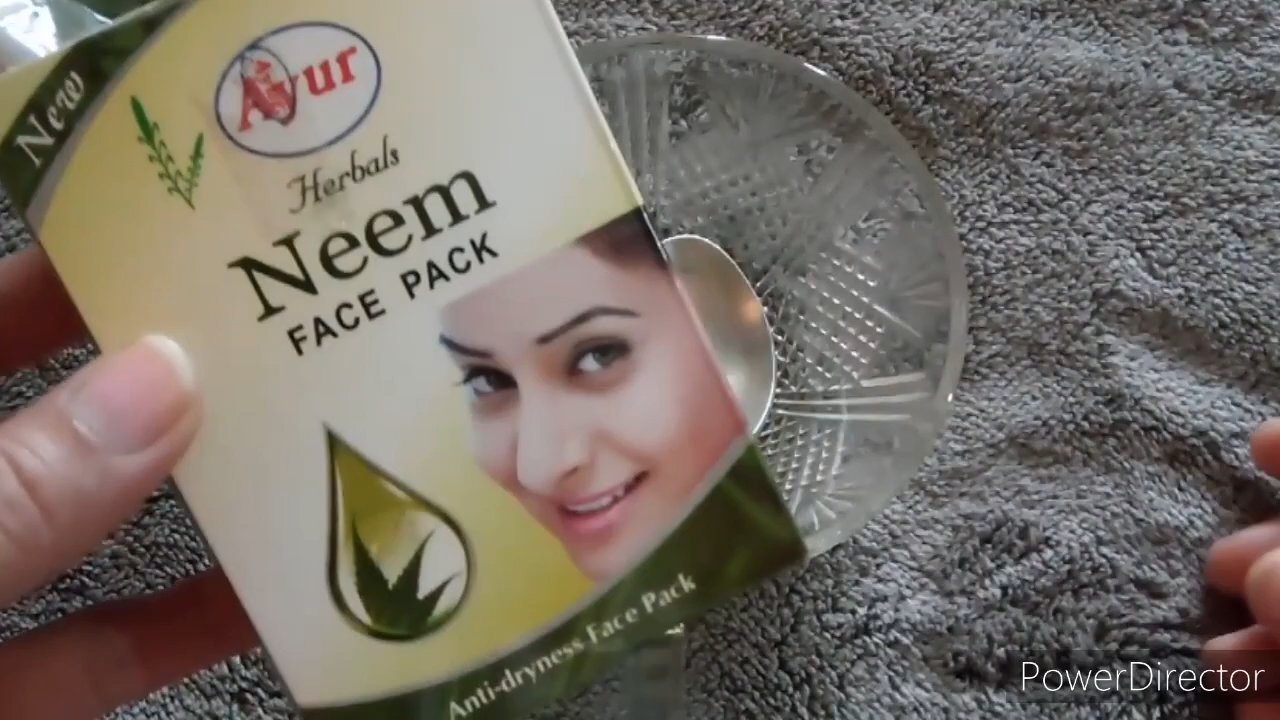 New
Ayur
Herbals
Neem
FACE PACK
Anti-dryness Face Pack
PowerDirector